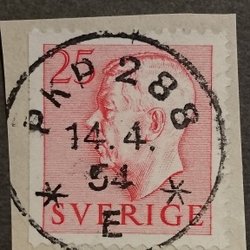 PKD 288
25
14.4.
* 54 *
SVERIGE
E